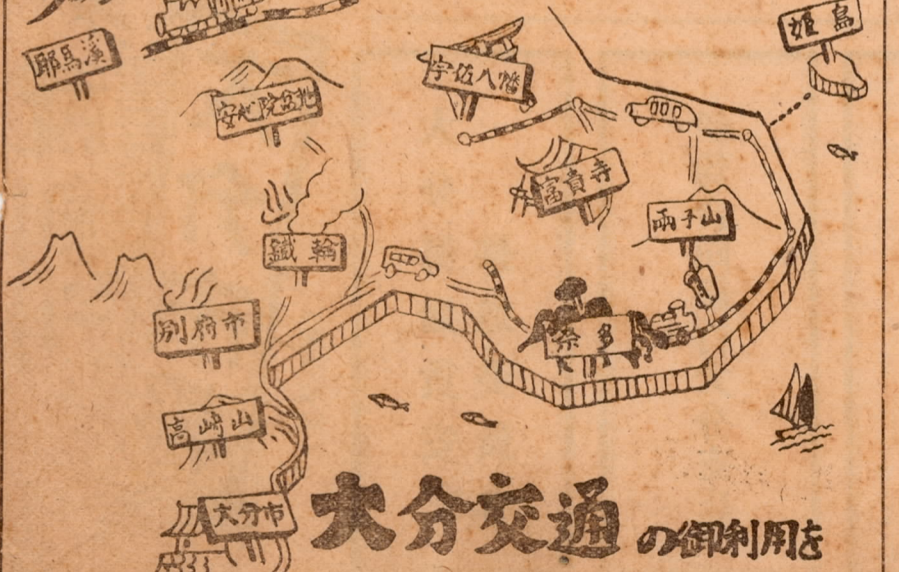 耶馬溪
安心院盆地
宇佐八幡
姫島
富貴寺
両子山
鐵輪
別府市
奈多
高崎山
大分市
大分交通の御利用を